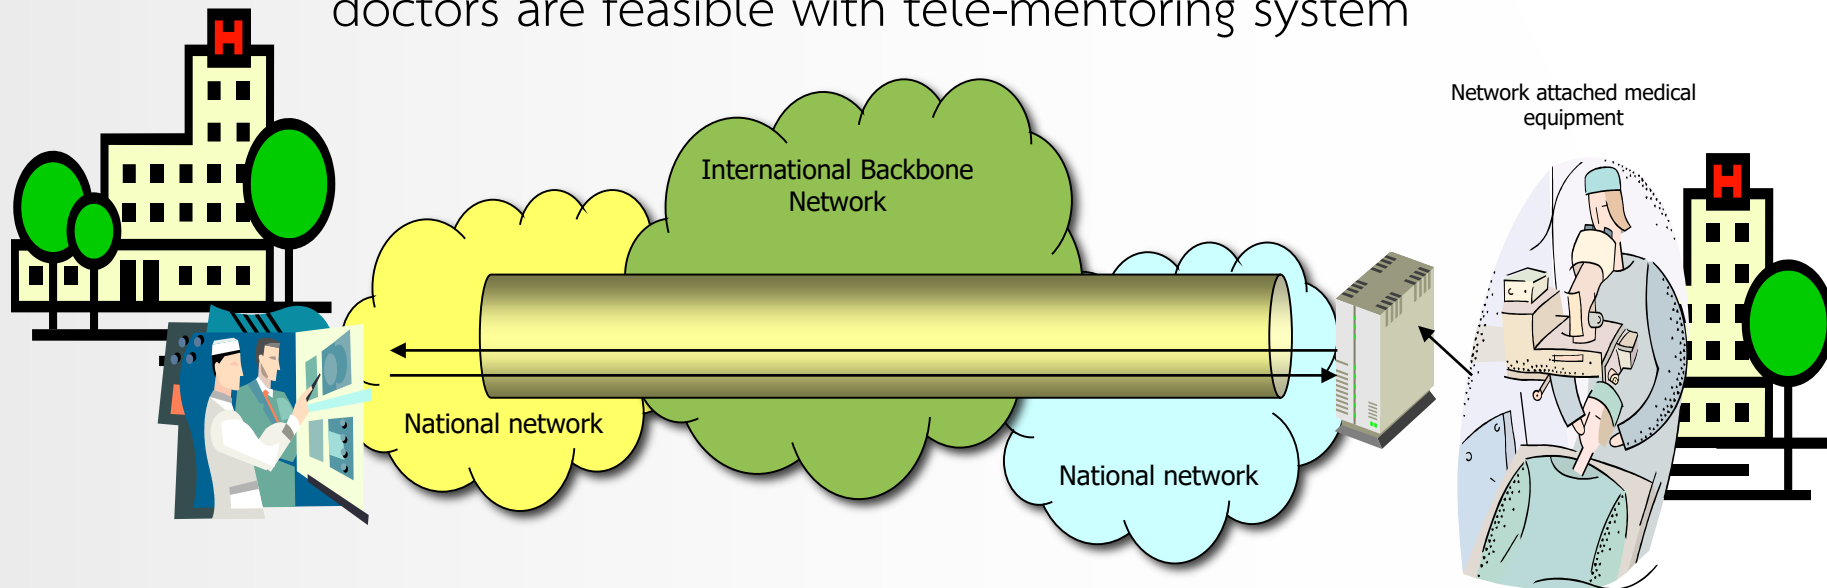 doctors are feasible with tele-mentoring system
H
Network attached medical
equipment
International Backbone
Network
H
National network
National network